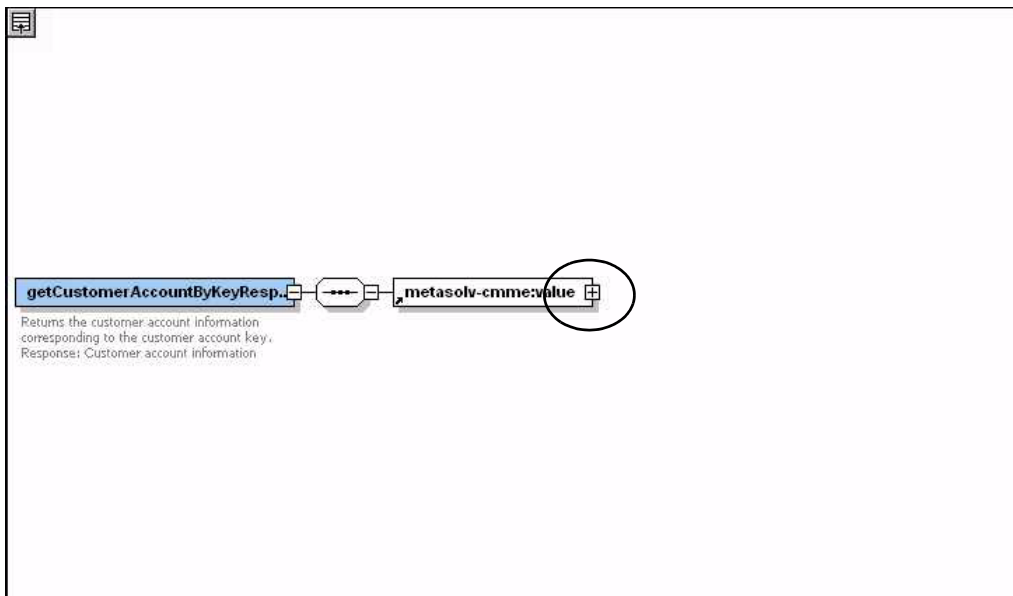 getCustomerAccountByKeyResp..
metasolv-cmme:value
Returns the customer account information
corresponding to the customer account key.
Response: Customer account information